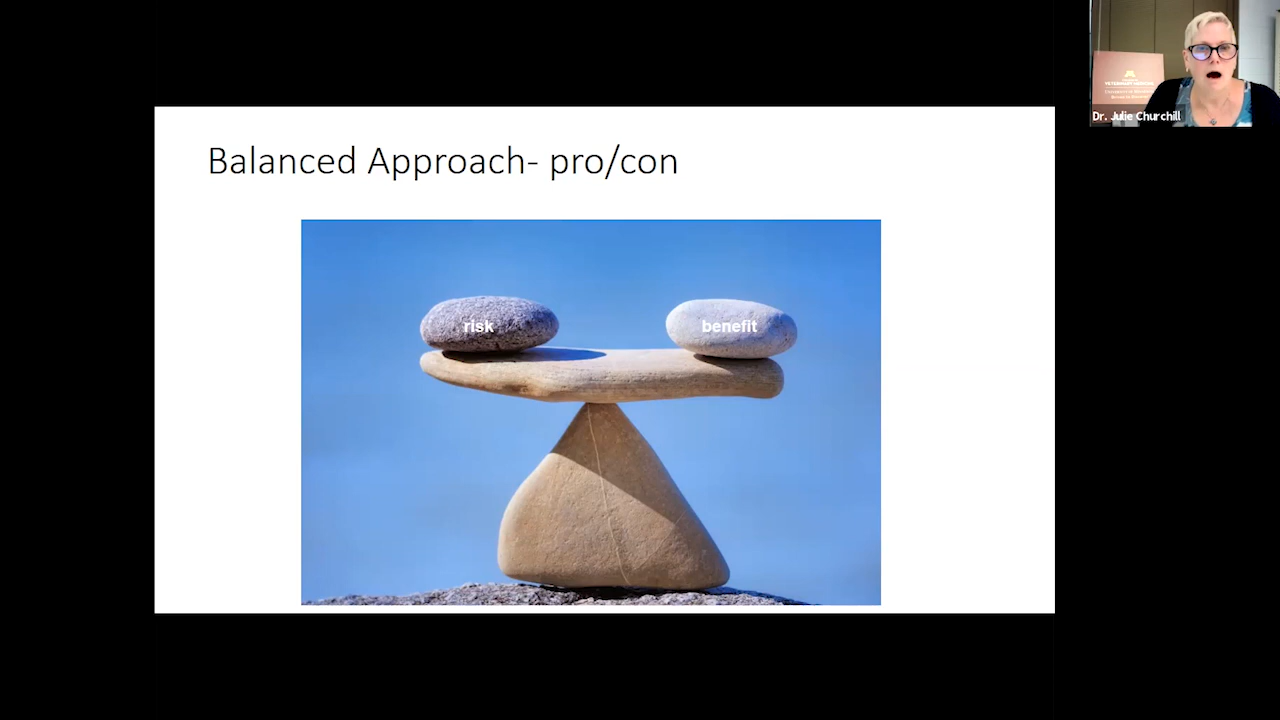 Balanced Approach- pro/con
risk
benefit
Dr. Julie Churchill